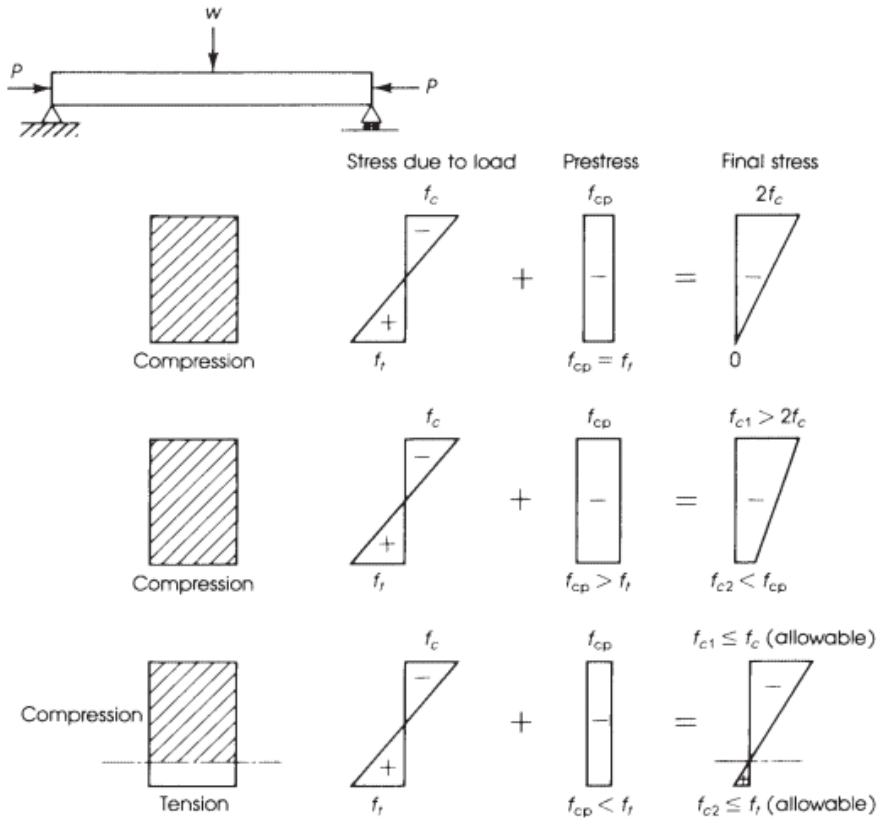 w
P P
Stress due to load Prestress Final stress
f_c f_cp 2f_c
−
+ − = −
+
Compression f_t f_cp = f_t 0
f_c f_cp f_c1 > 2f_c
−
+ − = −
+
Compression f_t f_cp > f_t f_c2 < f_cp
f_c f_cp f_c1 ≤ f_c (allowable)
− −
Compression + − =
+ +
Tension f_t f_cp < f_t f_c2 ≤ f_t (allowable)